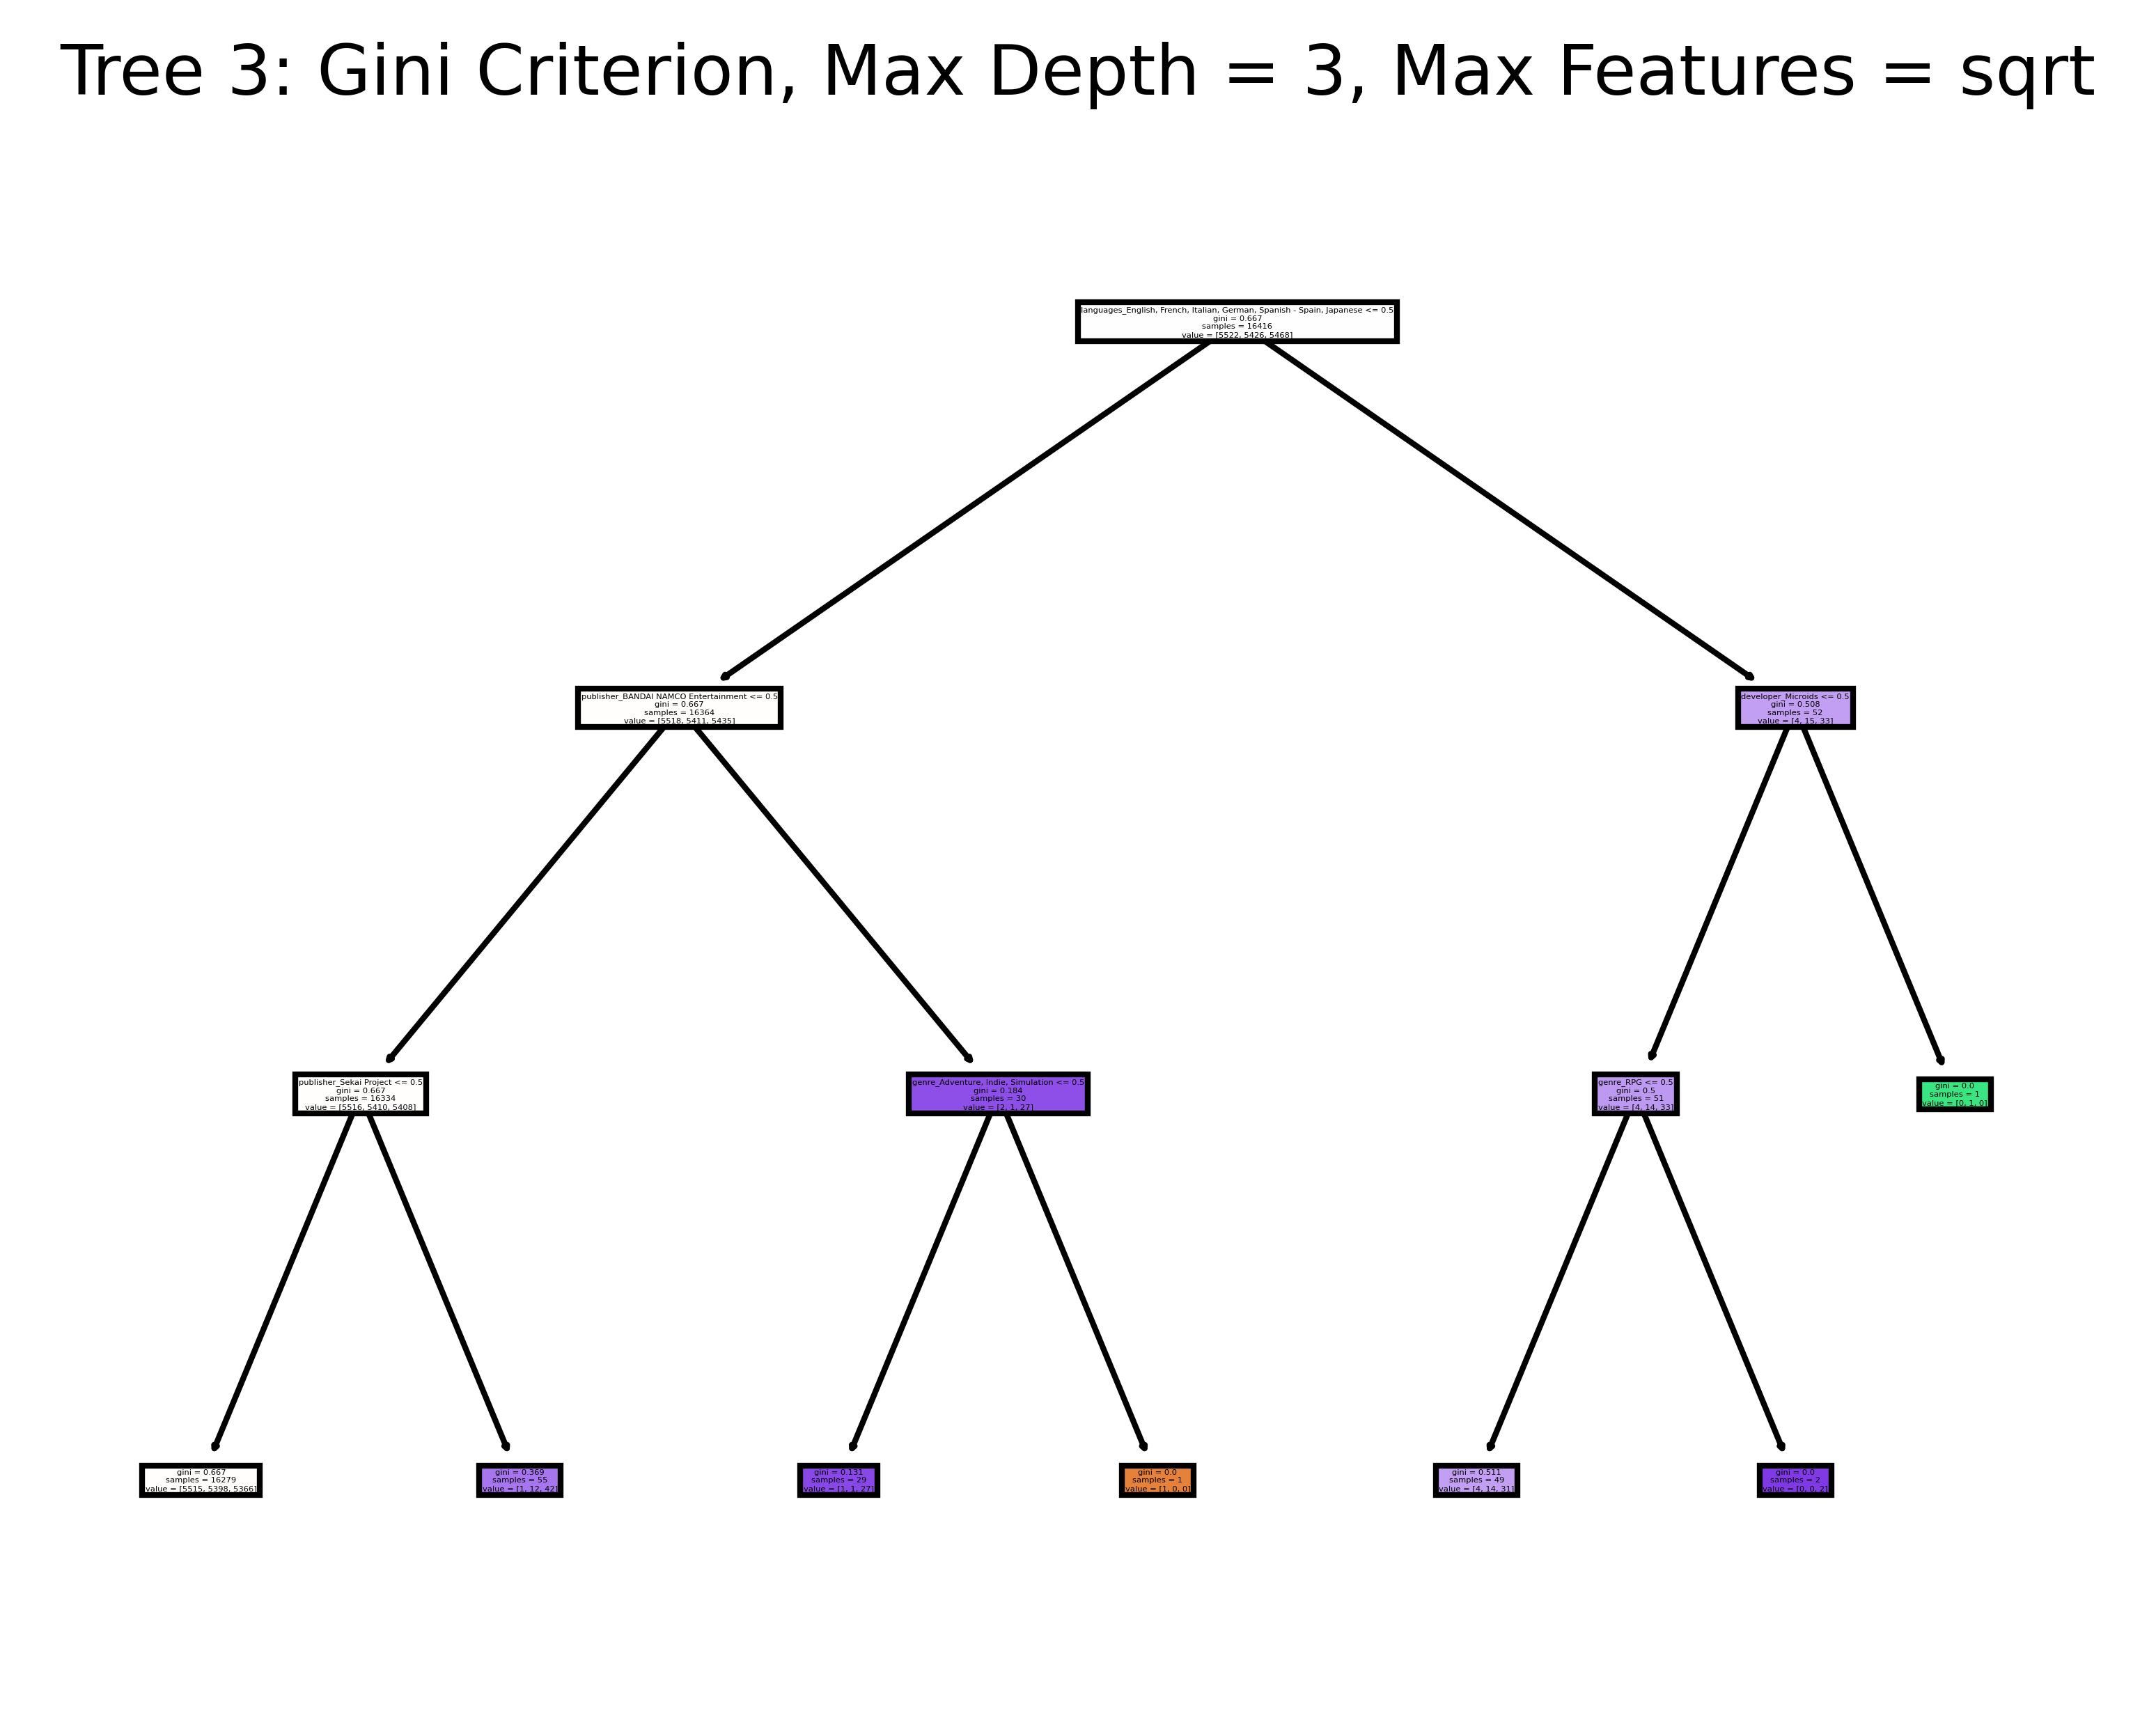 Tree 3: Gini Criterion, Max Depth = 3, Max Features = sqrt
languages_English, French, Italian, German, Spanish - Spain, Japanese <= 0.5
gini = 0.667
samples = 16416
value = [5522, 5426, 5468]
publisher_BANDAI NAMCO Entertainment <= 0.5
gini = 0.667
samples = 16364
value = [5518, 5411, 5435]
developer_Microids <= 0.5
gini = 0.508
samples = 52
value = [4, 15, 33]
publisher_Sekai Project <= 0.5
gini = 0.667
samples = 16334
value = [5516, 5410, 5408]
genre_Adventure, Indie, Simulation <= 0.5
gini = 0.184
samples = 30
value = [2, 1, 27]
genre_RPG <= 0.5
gini = 0.5
samples = 51
value = [4, 14, 33]
gini = 0.0
samples = 1
value = [0, 1, 0]
gini = 0.667
samples = 16279
value = [5515, 5398, 5366]
gini = 0.369
samples = 55
value = [1, 12, 42]
gini = 0.131
samples = 29
value = [1, 1, 27]
gini = 0.0
samples = 1
value = [1, 0, 0]
gini = 0.511
samples = 49
value = [4, 14, 31]
gini = 0.0
samples = 2
value = [0, 0, 2]